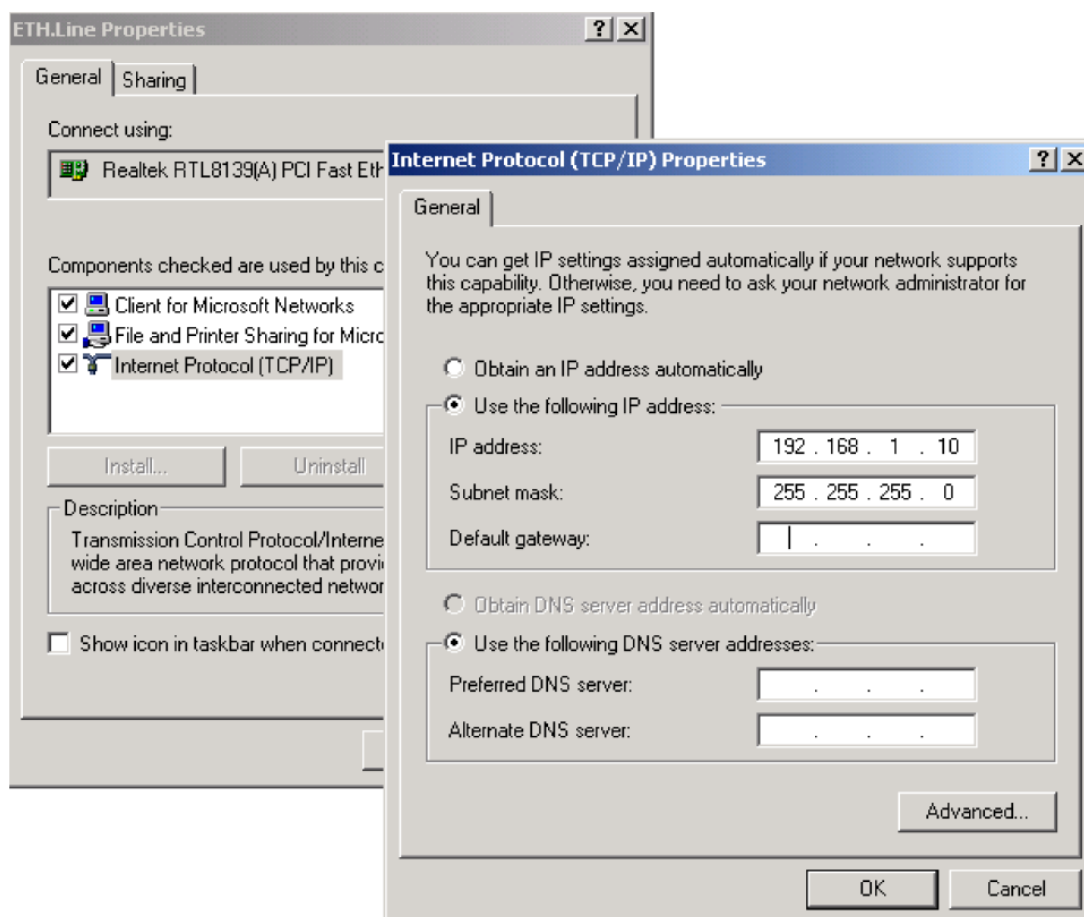 ETH.Line Properties
General
Sharing
Connect using:
Realtek RTL8139(A) PCI Fast Eth
Components checked are used by this c
Client for Microsoft Networks
File and Printer Sharing for Micro
Internet Protocol (TCP/IP)
Install...
Uninstall
Description
Transmission Control Protocol/Interne
wide area network protocol that provi
across diverse interconnected networ
Show icon in taskbar when connecte
Internet Protocol (TCP/IP) Properties
General
You can get IP settings assigned automatically if your network supports
this capability. Otherwise, you need to ask your network administrator for
the appropriate IP settings.
Obtain an IP address automatically
Use the following IP address:
IP address: 192 . 168 . 1 . 10
Subnet mask: 255 . 255 . 255 . 0
Default gateway: . . .
Obtain DNS server address automatically
Use the following DNS server addresses:
Preferred DNS server: . . .
Alternate DNS server: . . .
Advanced...
OK
Cancel